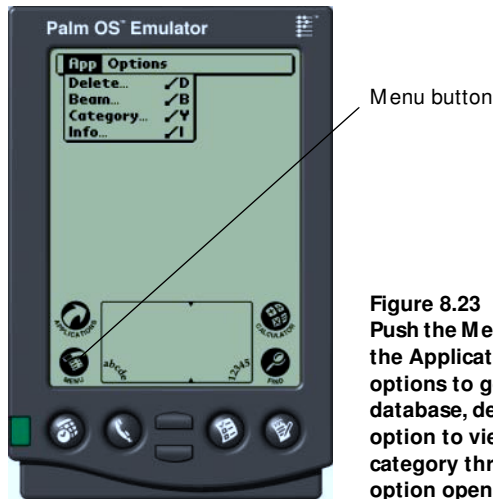 Palm OS™ Emulator
App Options
Delete... /D
Beam... /B
Category... /Y
Info... /I
Menu button
APPLICATIONS
CALCULATOR
MENU
abcde
12345
FIND
Figure 8.23
Push the Me
the Applicat
options to g
database, de
option to vie
category thr
option open